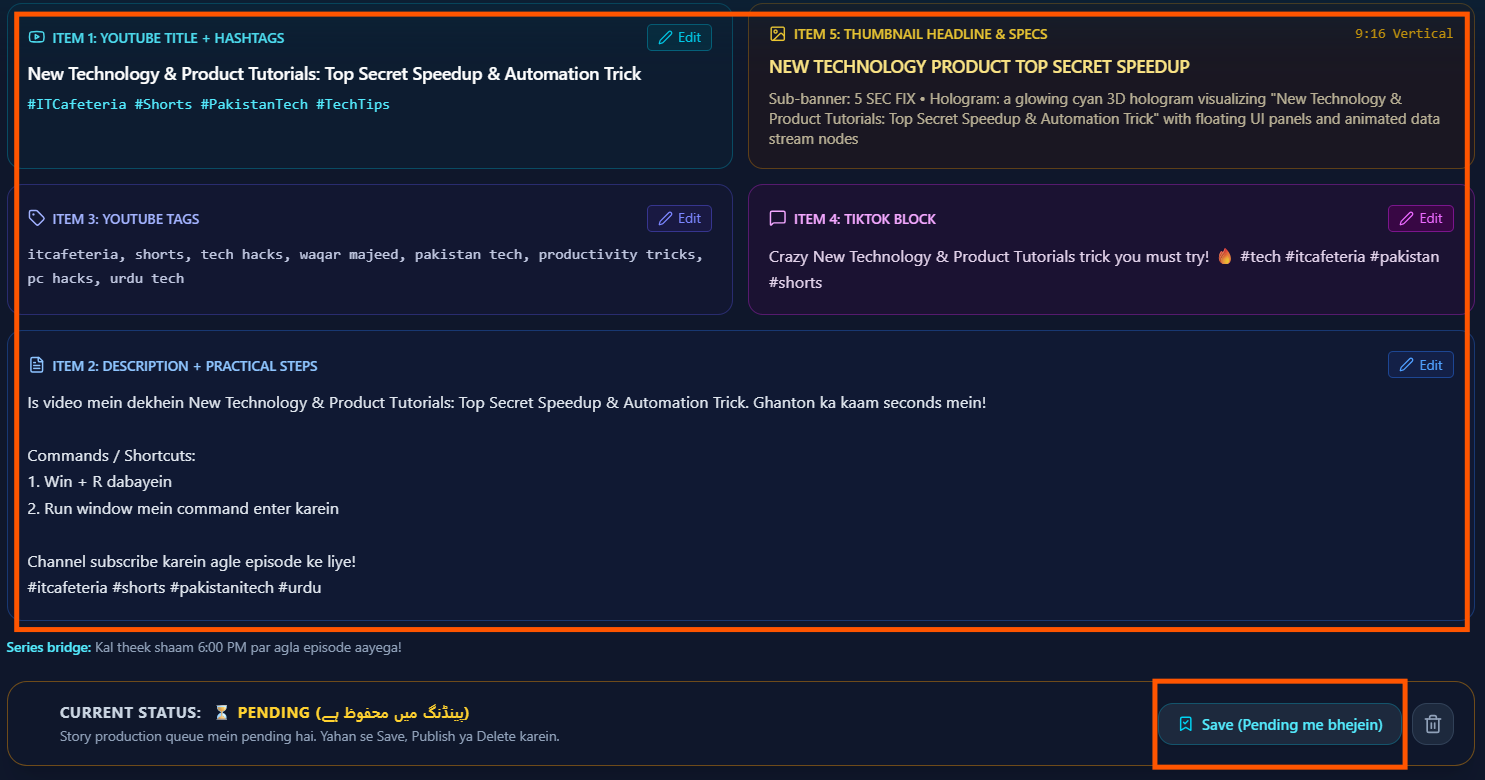 ITEM 1: YOUTUBE TITLE + HASHTAGS
Edit
New Technology & Product Tutorials: Top Secret Speedup & Automation Trick
#ITCafeteria #Shorts #PakistanTech #TechTips
ITEM 5: THUMBNAIL HEADLINE & SPECS
9:16 Vertical
NEW TECHNOLOGY PRODUCT TOP SECRET SPEEDUP
Sub-banner: 5 SEC FIX • Hologram: a glowing cyan 3D hologram visualizing "New Technology &
Product Tutorials: Top Secret Speedup & Automation Trick" with floating UI panels and animated data
stream nodes
ITEM 3: YOUTUBE TAGS
Edit
itcafeteria, shorts, tech hacks, waqar majeed, pakistan tech, productivity tricks,
pc hacks, urdu tech
ITEM 4: TIKTOK BLOCK
Edit
Crazy New Technology & Product Tutorials trick you must try! 🔥 #tech #itcafeteria #pakistan
#shorts
ITEM 2: DESCRIPTION + PRACTICAL STEPS
Edit
Is video mein dekhein New Technology & Product Tutorials: Top Secret Speedup & Automation Trick. Ghanton ka kaam seconds mein!
Commands / Shortcuts:
1. Win + R dabayein
2. Run window mein command enter karein
Channel subscribe karein agle episode ke liye!
#itcafeteria #shorts #pakistanitech #urdu
Series bridge: Kal theek shaam 6:00 PM par agla episode aayega!
CURRENT STATUS: ⏳ PENDING (پینڈنگ میں محفوظ ہے)
Story production queue mein pending hai. Yahan se Save, Publish ya Delete karein.
Save (Pending me bhejein)